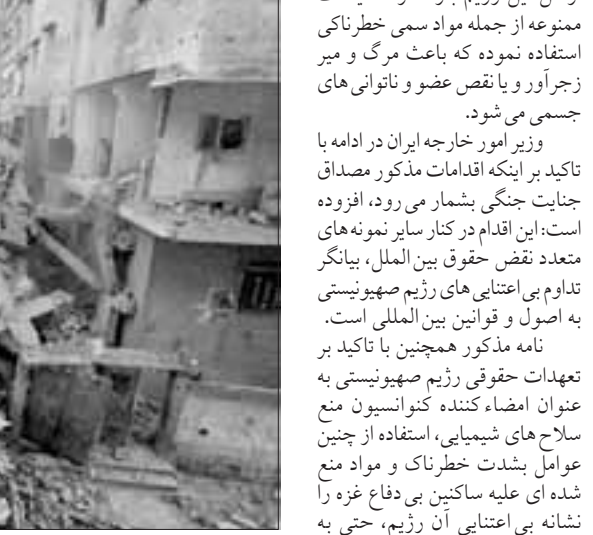 ممنوعه از جمله مواد سمی خطرناکی
استفاده نموده که باعث مرگ و میر
زجرآور و یا نقص عضو و ناتوانی های
جسمی می شود.
وزیر امور خارجه ایران در ادامه با
تاکید بر اینکه اقدامات مذکور مصداق
جنایت جنگی بشمار می رود، افزوده
است: این اقدام در کنار سایر نمونه های
متعدد نقض حقوق بین الملل، بیانگر
تداوم بی اعتنایی های رژیم صهیونیستی
به اصول و قوانین بین المللی است.
نامه مذکور همچنین با تاکید بر
تعهدات حقوقی رژیم صهیونیستی به
عنوان امضاء کننده کنوانسیون منع
سلاح های شیمیایی، استفاده از چنین
عوامل بشدت خطرناک و مواد منع
شده ای علیه ساکنین بی دفاع غزه را
نشانه بی اعتنایی آن رژیم، حتی به